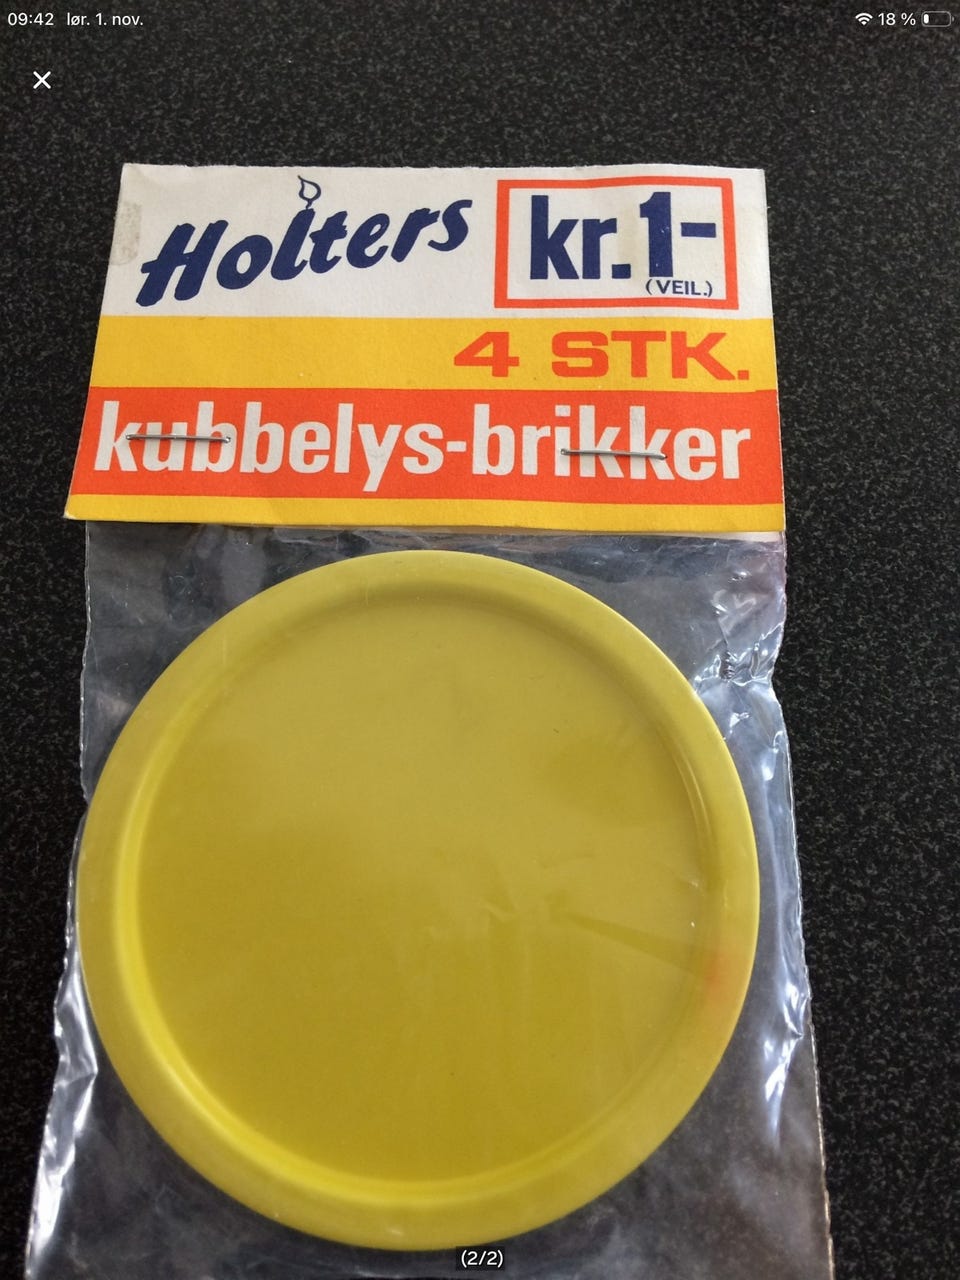 09:42 lør. 1. nov.
18 %
Holters
kr. 1-
(VEIL.)
4 STK.
kubbelys-brikker
(2/2)